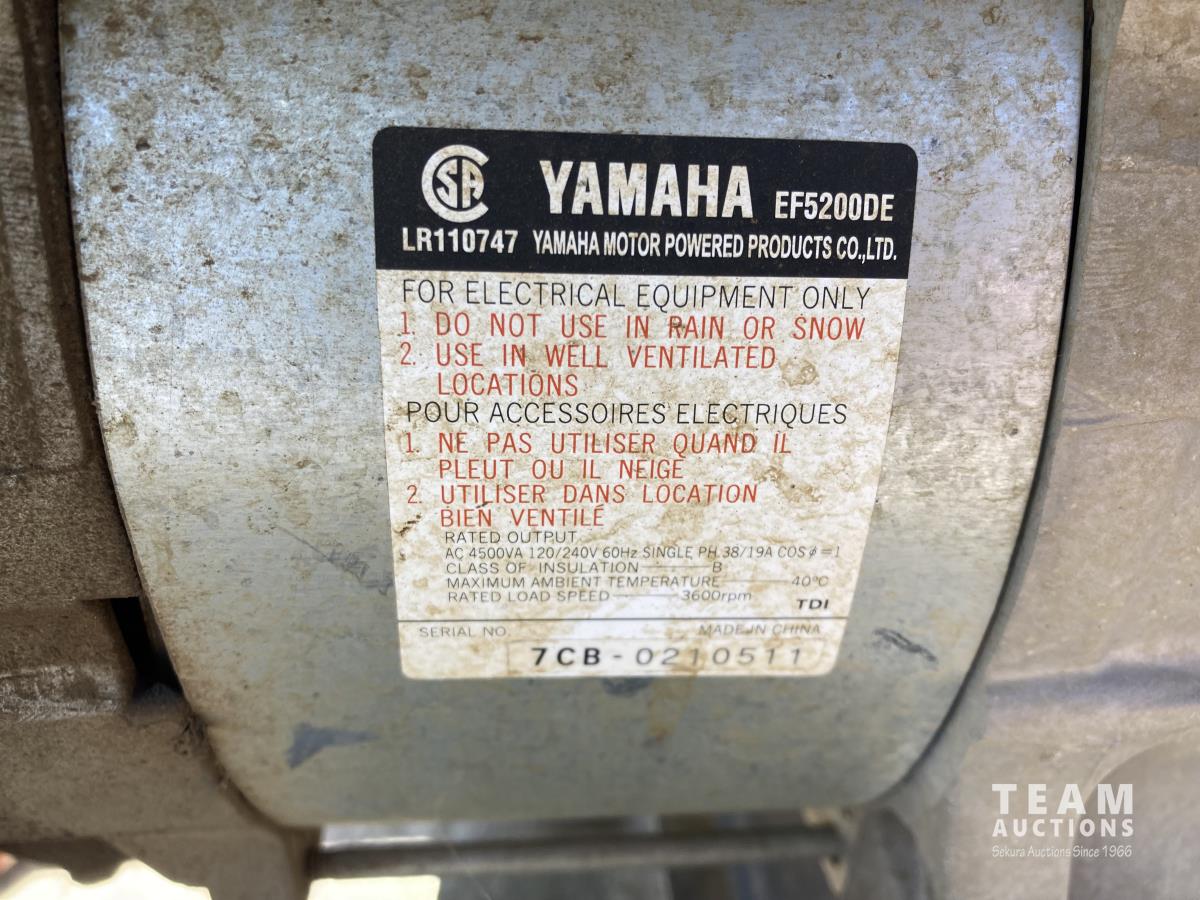 CSA YAMAHA EF5200DE
LR110747 YAMAHA MOTOR POWERED PRODUCTS CO.,LTD.
FOR ELECTRICAL EQUIPMENT ONLY
1. DO NOT USE IN RAIN OR SNOW
2. USE IN WELL VENTILATED
LOCATIONS
POUR ACCESSOIRES ELECTRIQUES
1. NE PAS UTILISER QUAND IL
PLEUT OU IL NEIGE
2. UTILISER DANS LOCATION
BIEN VENTILÉ
RATED OUTPUT
AC 4500VA 120/240V 60Hz SINGLE PH. 38/19A COS ø = 1
CLASS OF INSULATION B
MAXIMUM AMBIENT TEMPERATURE 40°C
RATED LOAD SPEED 3600rpm
TDI
SERIAL NO. MADE IN CHINA
7CB-0210511
TEAM
AUCTIONS
Sekura Auctions Since 1966